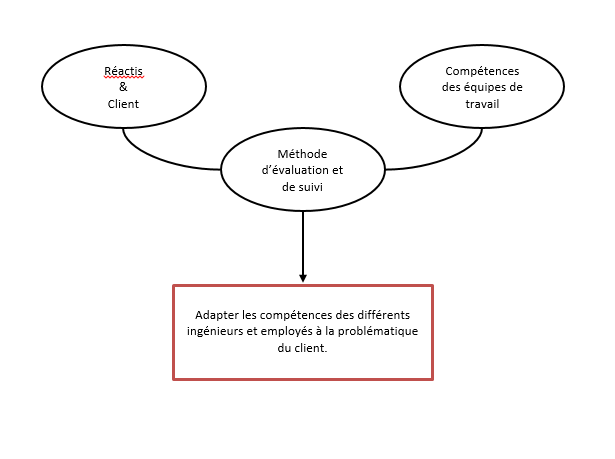 Réactis
&
Client
Compétences
des équipes de
travail
Méthode
d'évaluation et
de suivi
Adapter les compétences des différents
ingénieurs et employés à la problématique
du client.